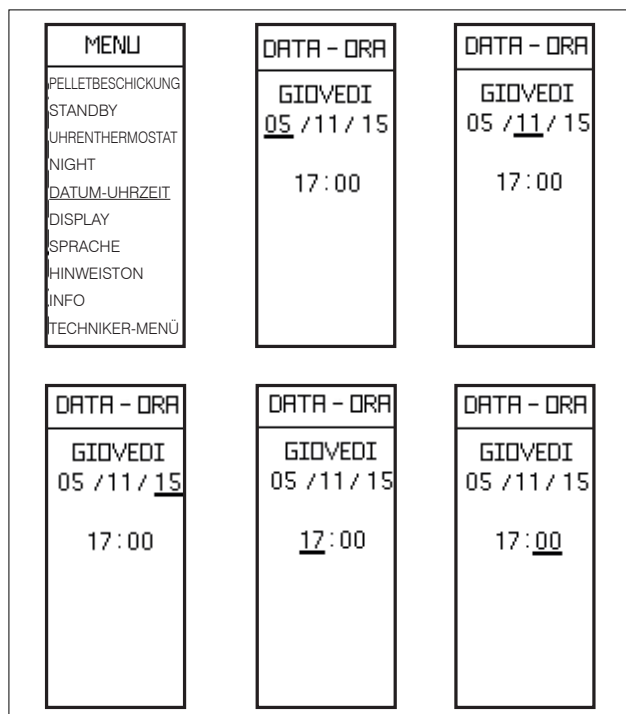 MENU
PELLETBESCHICKUNG
STANDBY
UHRENTHERMOSTAT
NIGHT
DATUM-UHRZEIT
DISPLAY
SPRACHE
HINWEISTON
INFO
TECHNIKER-MENÜ
DATA - ORA
GIOVEDI
05 /11/ 15
17:00
DATA - ORA
GIOVEDI
05 /11/ 15
17:00
DATA - ORA
GIOVEDI
05 /11/ 15
17:00
DATA - ORA
GIOVEDI
05 /11/ 15
17:00
DATA - ORA
GIOVEDI
05 /11/ 15
17:00